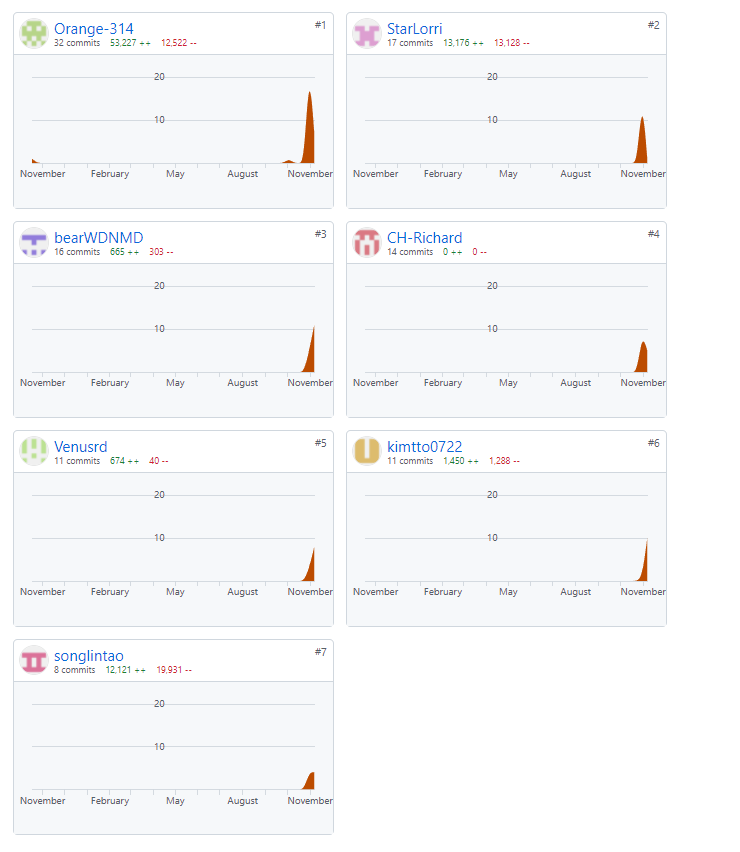 Orange-314 #1
32 commits 53,227 ++ 12,522 --
20
10
November February May August November
StarLorri #2
17 commits 13,176 ++ 13,128 --
20
10
November February May August November
bearWDNMD #3
16 commits 665 ++ 303 --
20
10
November February May August November
CH-Richard #4
14 commits 0 ++ 0 --
20
10
November February May August November
Venusrd #5
11 commits 674 ++ 40 --
20
10
November February May August November
kimtto0722 #6
11 commits 1,450 ++ 1,288 --
20
10
November February May August November
songlintao #7
8 commits 12,121 ++ 19,931 --
20
10
November February May August November